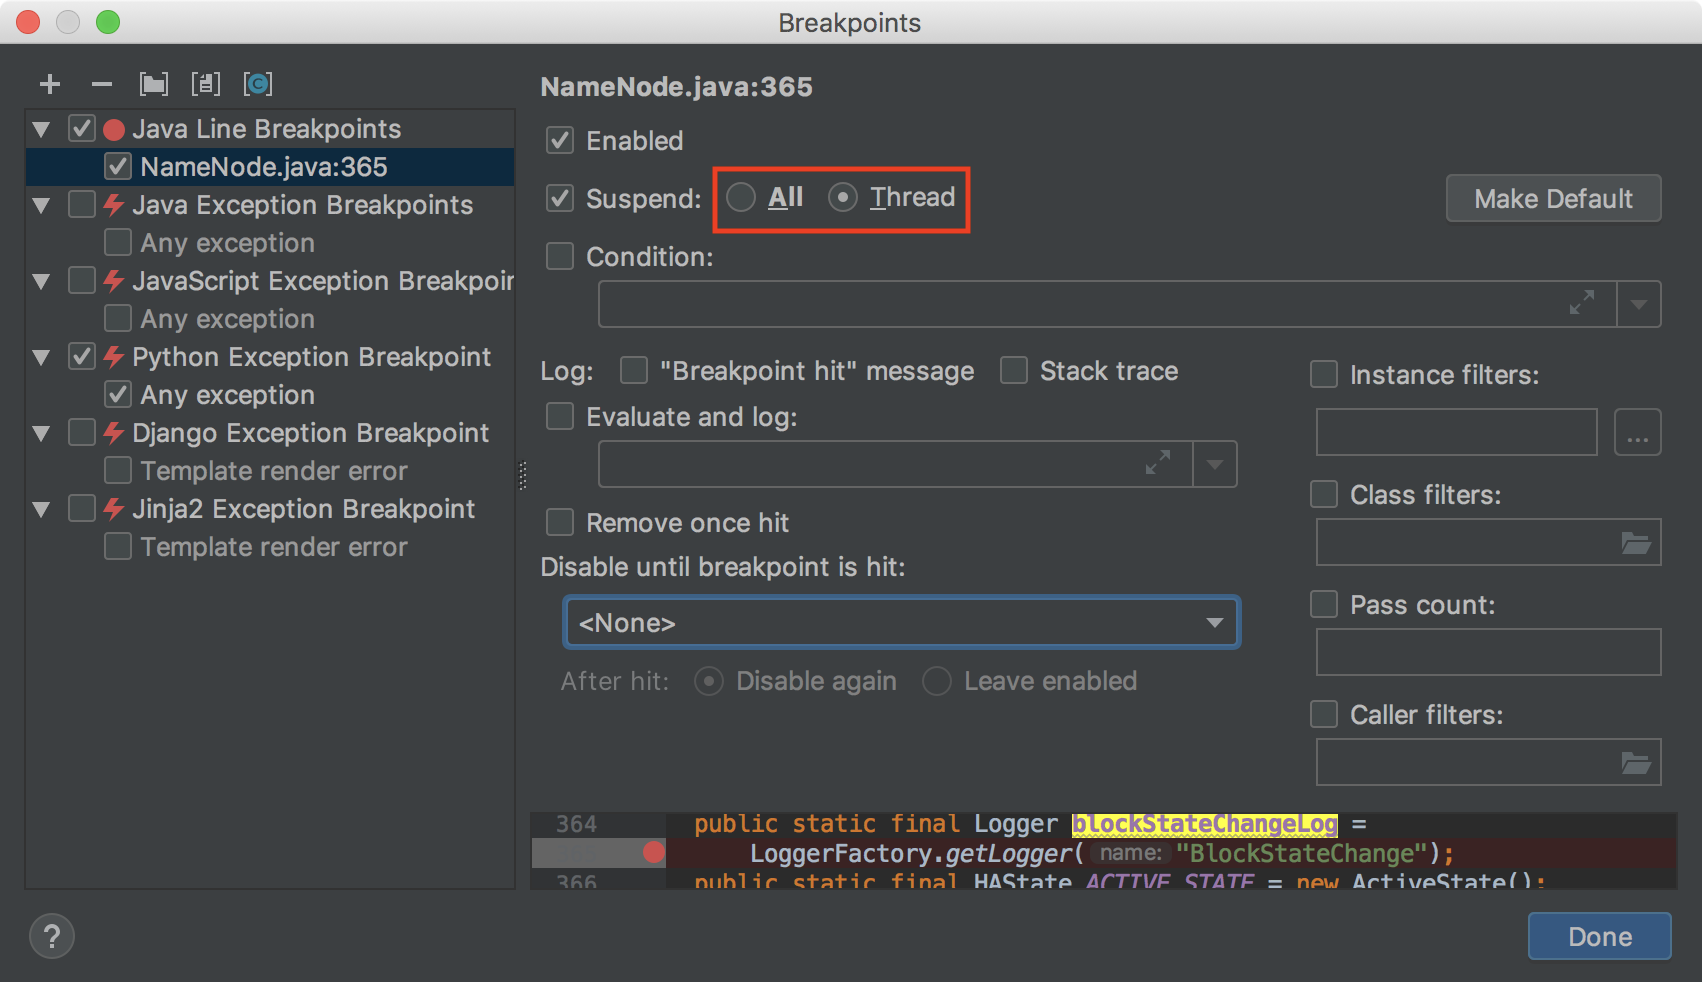 Breakpoints
Java Line Breakpoints
NameNode.java:365
Java Exception Breakpoints
Any exception
JavaScript Exception Breakpoin
Any exception
Python Exception Breakpoint
Any exception
Django Exception Breakpoint
Template render error
Jinja2 Exception Breakpoint
Template render error
NameNode.java:365
Enabled
Suspend: All Thread
Make Default
Condition:
Log: "Breakpoint hit" message Stack trace
Evaluate and log:
Remove once hit
Disable until breakpoint is hit:
<None>
After hit: Disable again Leave enabled
Instance filters:
...
Class filters:
Pass count:
Caller filters:
364 public static final Logger blockStateChangeLog =
LoggerFactory.getLogger( name: "BlockStateChange");
366 public static final HAState ACTIVE_STATE = new ActiveState();
?
Done